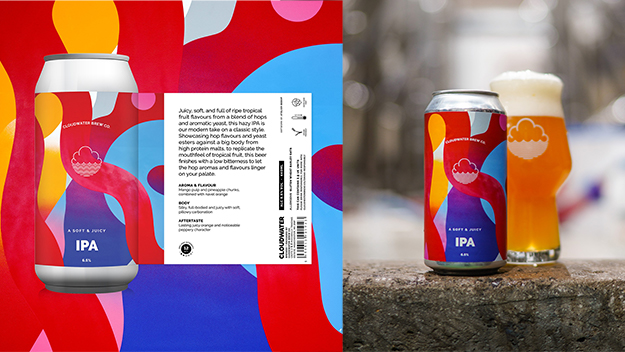 CLOUDWATER BREW CO.
A SOFT & JUICY
IPA
6.0%
Juicy, soft, and full of ripe tropical
fruit flavours from a blend of hops
and aromatic yeast, this hazy IPA is
our modern take on a classic style.
Showcasing hop flavours and yeast
esters against a big body from
high protein malts, to replicate the
mouthfeel of tropical fruit, this beer
finishes with a low bitterness to let
the hop aromas and flavours linger
on your palate.
AROMA & FLAVOUR
Mango pulp and pineapple chunks,
combined with neat orange
BODY
Silky, full-bodied and juicy with soft,
pillowy carbonation
AFTERTASTE
Lasting juicy orange and noticeable
peppery character
CLOUDWATER
CLOUDWATER BREW CO.
A SOFT & JUICY
IPA
6.0%